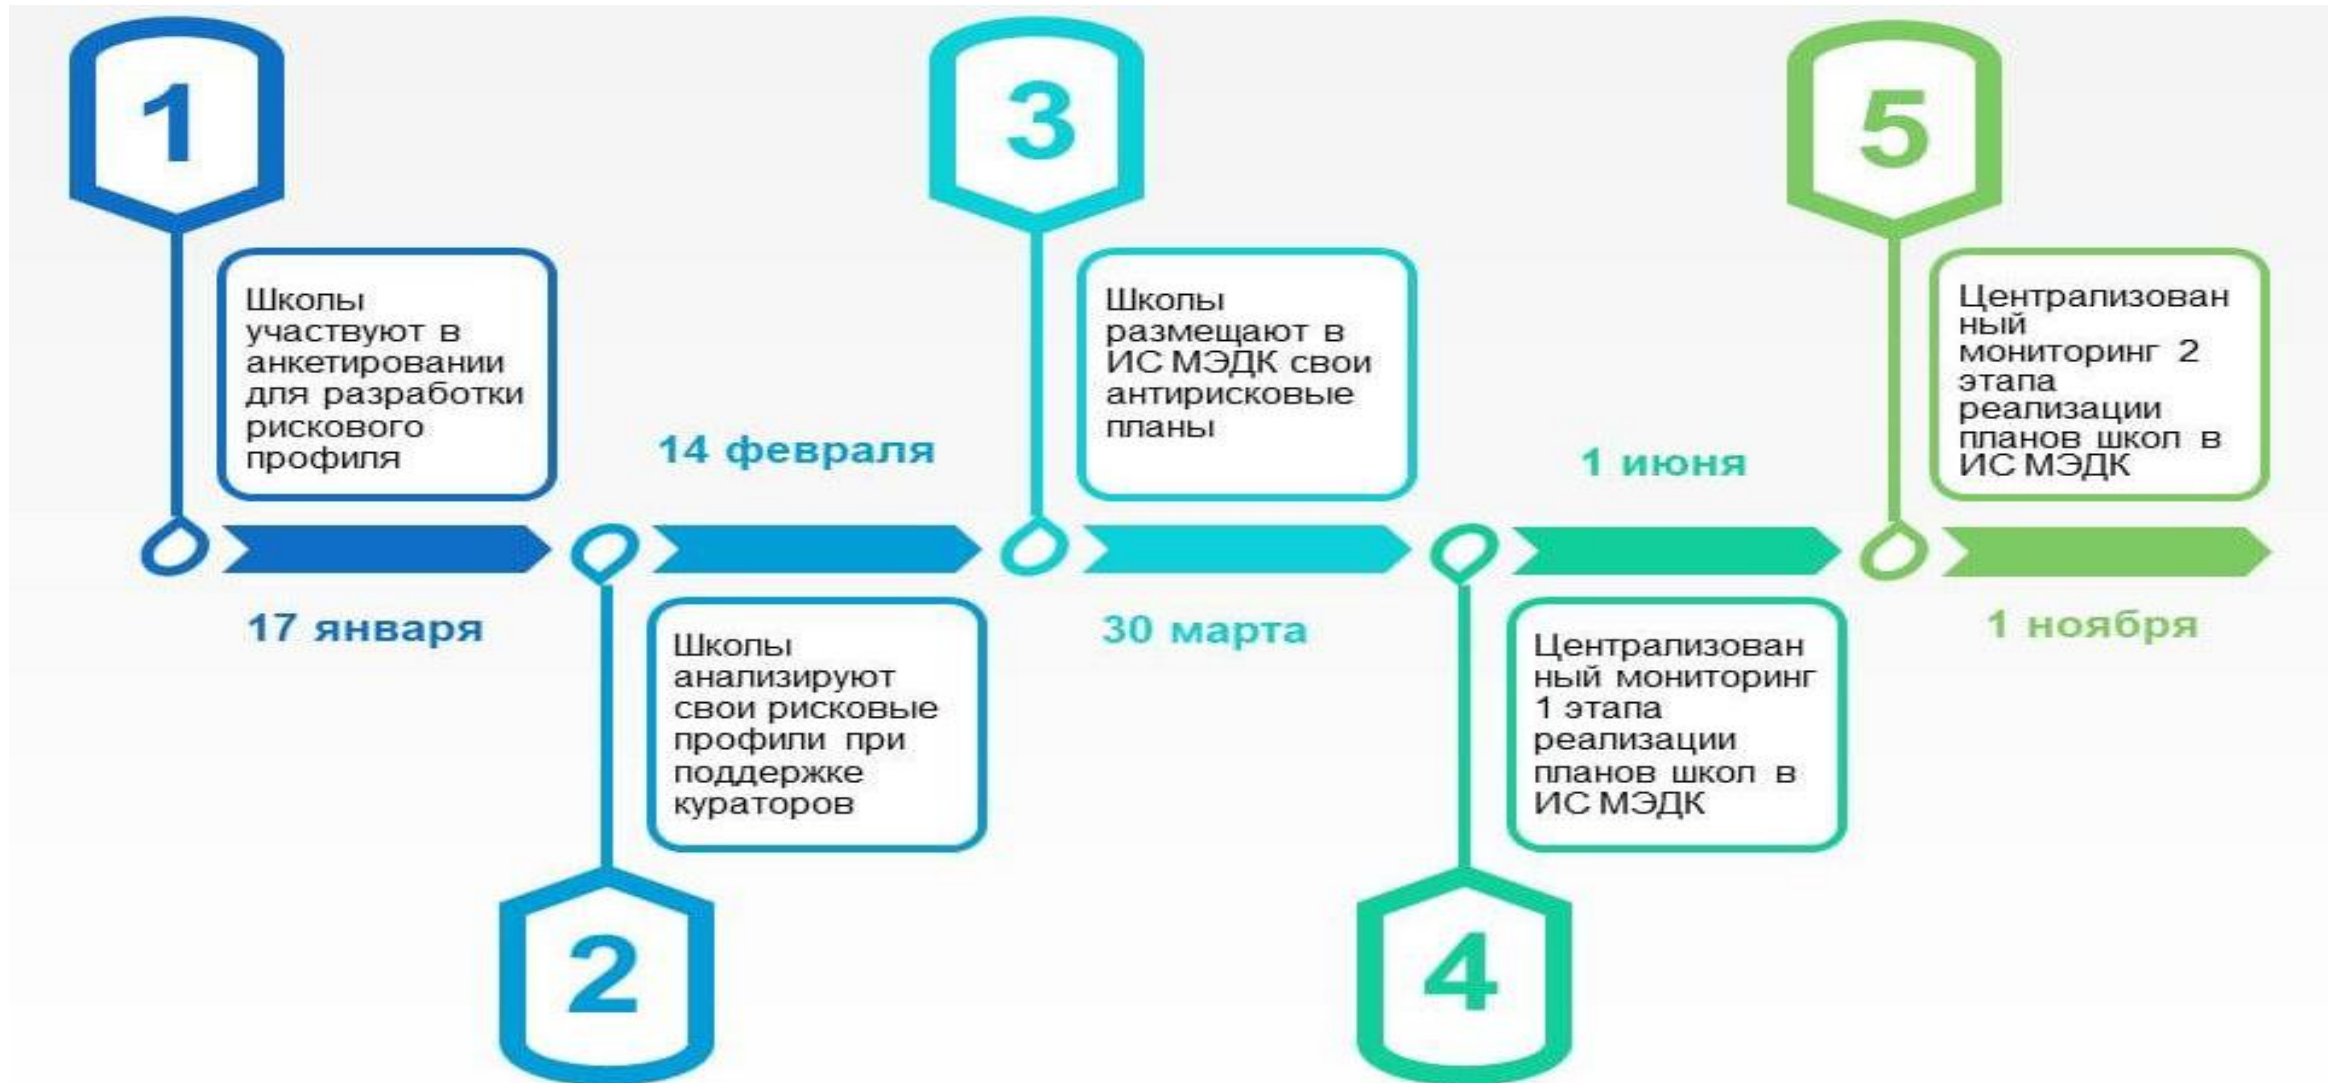 1
Школы
участвуют в
анкетировании
для разработки
рискового
профиля
17 января
2
Школы
анализируют
свои рисковые
профили при
поддержке
кураторов
14 февраля
3
Школы
размещают в
ИС МЭДК свои
антирисковые
планы
30 марта
4
Централизован
ный мониторинг
1 этапа
реализации
планов школ в
ИС МЭДК
1 июня
5
Централизован
ный
мониторинг 2
этапа
реализации
планов школ в
ИС МЭДК
1 ноября